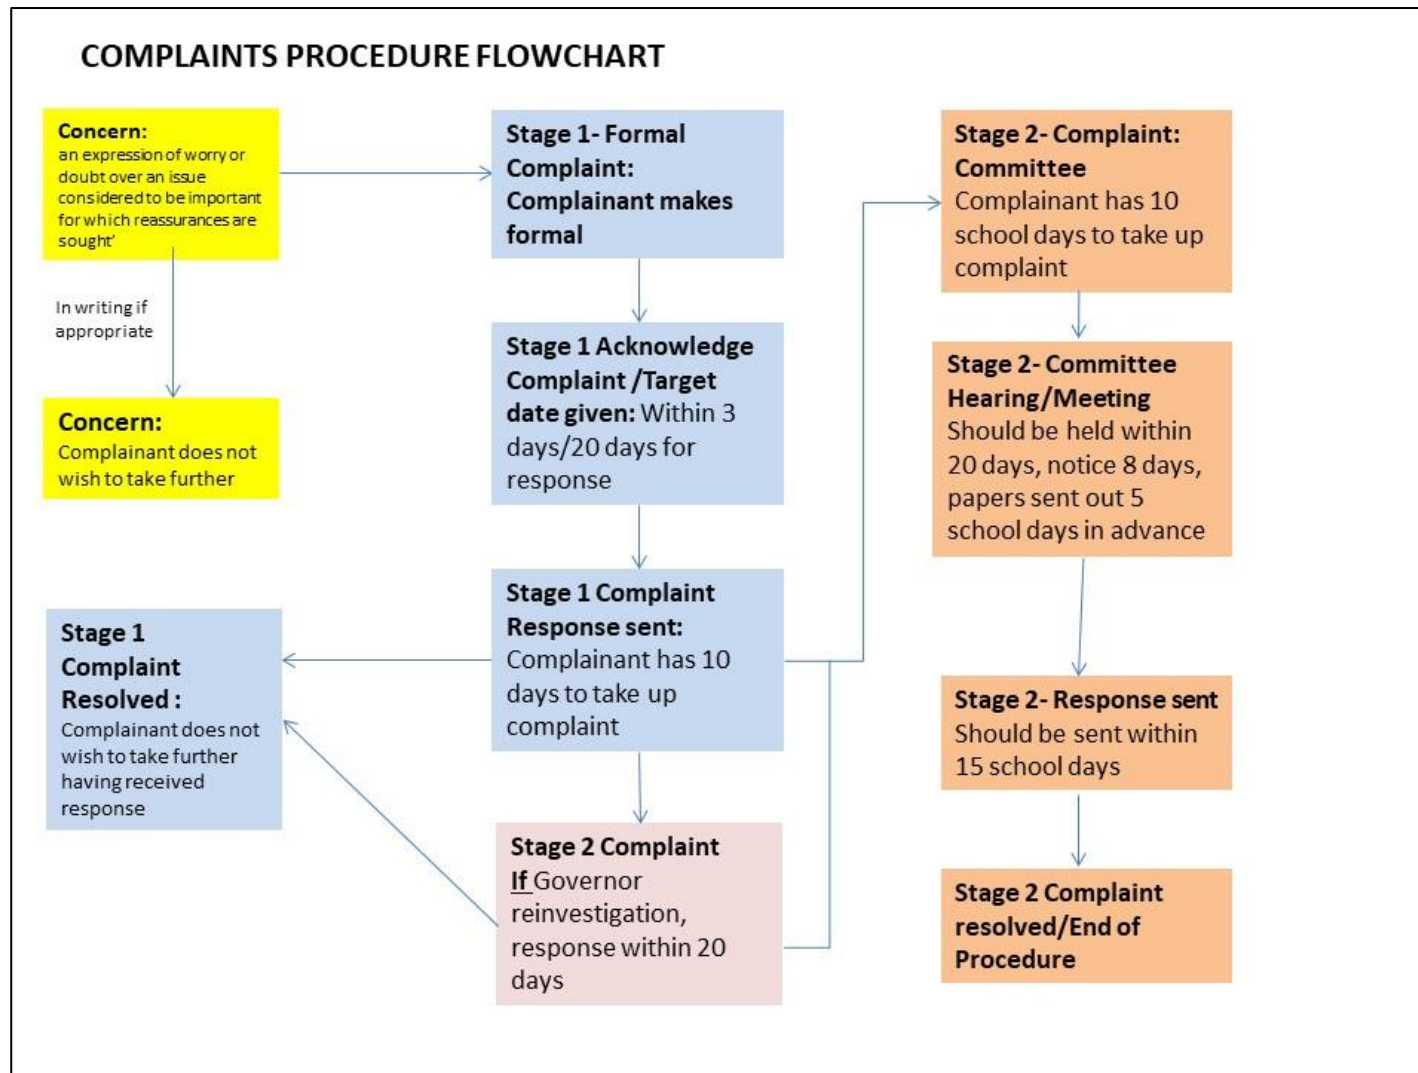 COMPLAINTS PROCEDURE FLOWCHART
Concern:
an expression of worry or
doubt over an issue
considered to be important
for which reassurances are
sought’
In writing if
appropriate
Concern:
Complainant does not
wish to take further
Stage 1- Formal
Complaint:
Complainant makes
formal
Stage 1 Acknowledge
Complaint /Target
date given: Within 3
days/20 days for
response
Stage 1 Complaint
Response sent:
Complainant has 10
days to take up
complaint
Stage 1
Complaint
Resolved :
Complainant does not
wish to take further
having received
response
Stage 2 Complaint
If Governor
reinvestigation,
response within 20
days
Stage 2- Complaint:
Committee
Complainant has 10
school days to take up
complaint
Stage 2- Committee
Hearing/Meeting
Should be held within
20 days, notice 8 days,
papers sent out 5
school days in advance
Stage 2- Response sent
Should be sent within
15 school days
Stage 2 Complaint
resolved/End of
Procedure